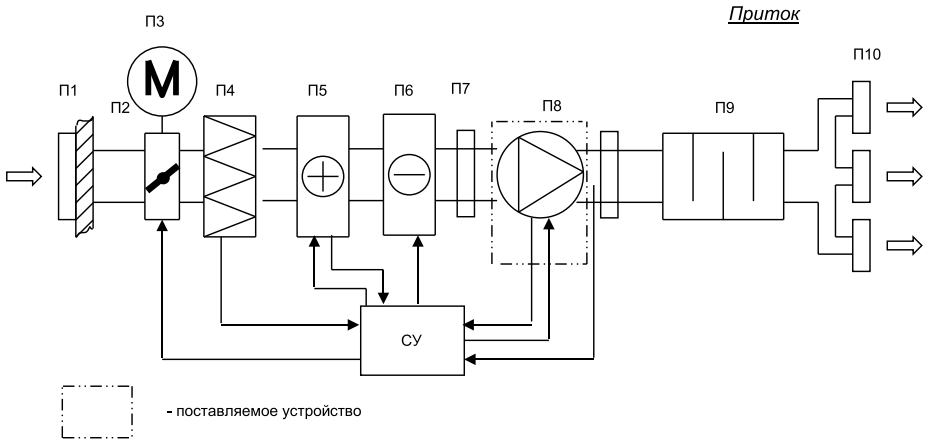 Приток
П3
П10
П1
П2
М
П4
П5
П6
П7
П8
П9
СУ
- поставляемое устройство